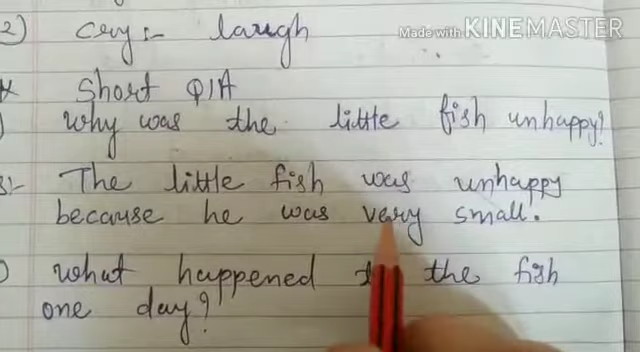 Made with KINEMASTER
2) cry:- laugh
* Short Q/A
Why was the little fish unhappy?
:- The little fish was unhappy
because he was very small.
What happened to the fish
one day?